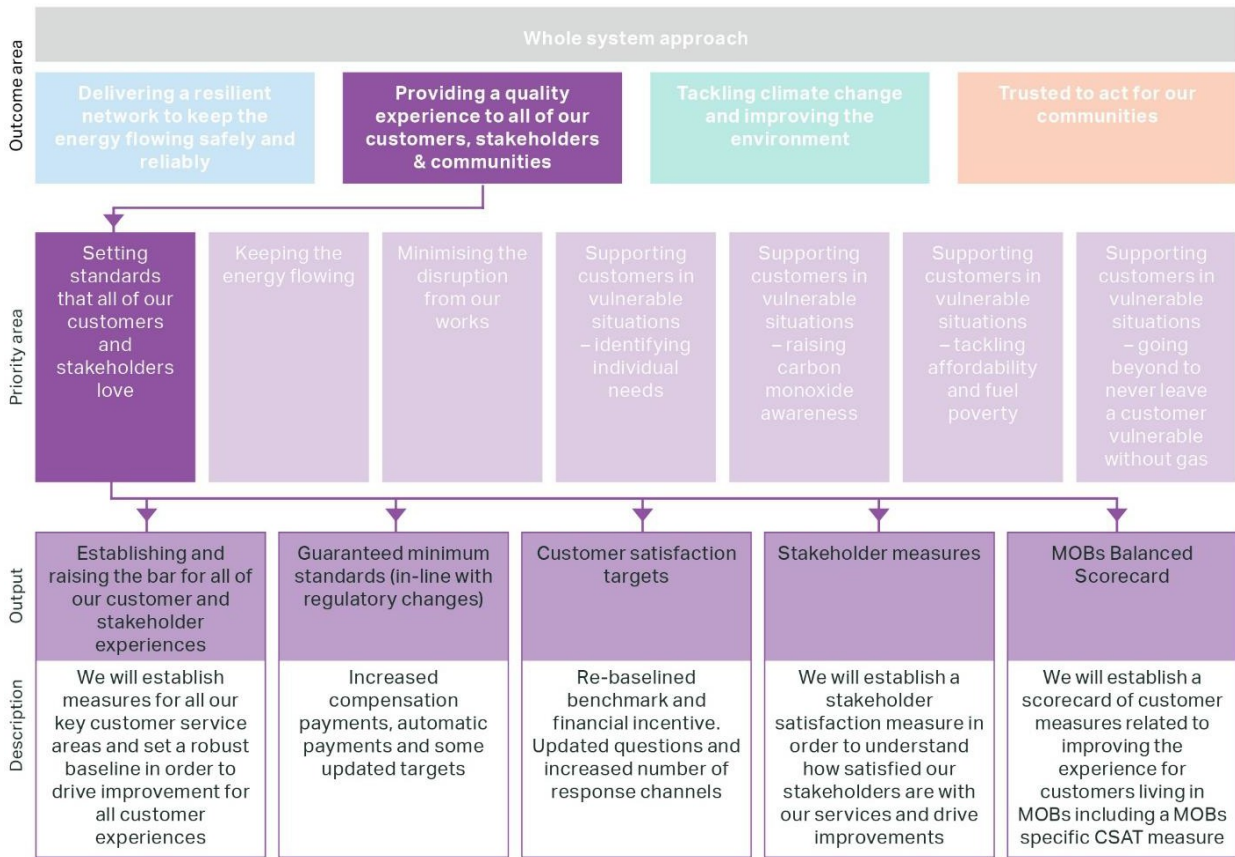 Outcome area
Whole system approach
Delivering a resilient
network to keep the
energy flowing safely and
reliably
Providing a quality
experience to all of our
customers, stakeholders
& communities
Tackling climate change
and improving the
environment
Trusted to act for our
communities
Priority area
Setting
standards
that all of our
customers
and
stakeholders
love
Keeping the
energy flowing
Minimising the
disruption
from our
works
Supporting
customers in
vulnerable
situations
– identifying
individual
needs
Supporting
customers in
vulnerable
situations
– raising
carbon
monoxide
awareness
Supporting
customers in
vulnerable
situations
– tackling
affordability
and fuel
poverty
Supporting
customers in
vulnerable
situations
– going
beyond to
never leave
a customer
vulnerable
without gas
Output
Establishing and
raising the bar for all of
our customer and
stakeholder
experiences
Guaranteed minimum
standards (in-line with
regulatory changes)
Customer satisfaction
targets
Stakeholder measures
MOBs Balanced
Scorecard
Description
We will establish
measures for all our
key customer service
areas and set a robust
baseline in order to
drive improvement for
all customer
experiences
Increased
compensation
payments, automatic
payments and some
updated targets
Re-baselined
benchmark and
financial incentive.
Updated questions and
increased number of
response channels
We will establish a
stakeholder
satisfaction measure in
order to understand
how satisfied our
stakeholders are with
our services and drive
improvements
We will establish a
scorecard of customer
measures related to
improving the
experience for
customers living in
MOBs including a MOBs
specific CSAT measure